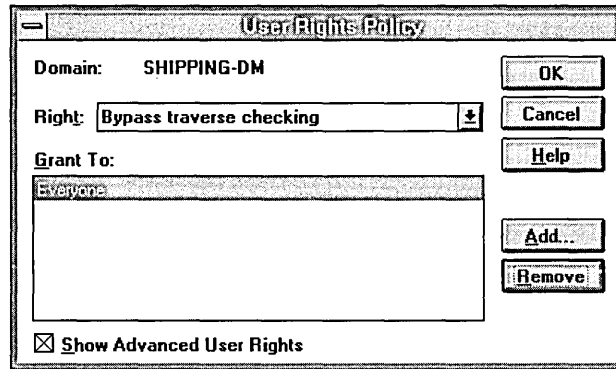 User Rights Policy
Domain: SHIPPING-DM
Right: Bypass traverse checking
Grant To:
Everyone
Show Advanced User Rights
OK
Cancel
Help
Add...
Remove